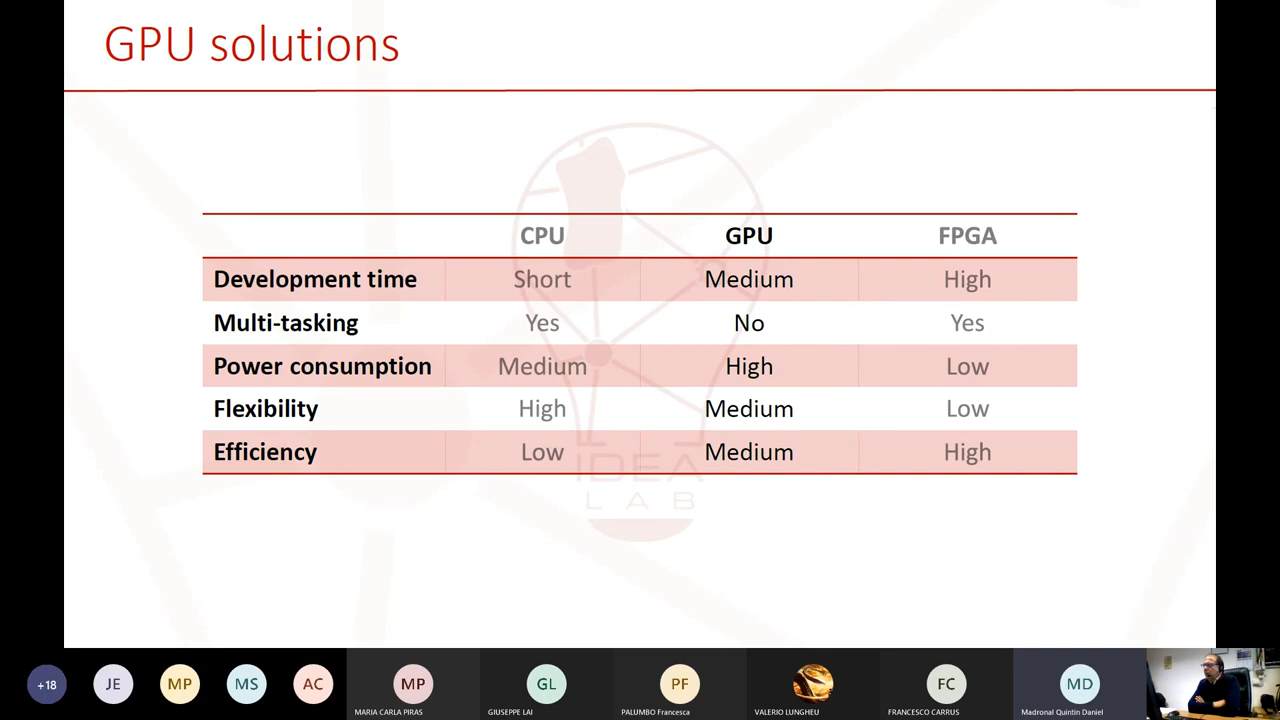 GPU solutions
CPU GPU FPGA
Development time Short Medium High
Multi-tasking Yes No Yes
Power consumption Medium High Low
Flexibility High Medium Low
Efficiency Low Medium High
IDEA
LAB
+18 JE MP MS AC MP GL PF FC MD
MARIA CARLA PIRAS GIUSEPPE LAI PALUMBO Francesca VALERIO LUNGHEU FRANCESCO CARRUS Madronal Quintin Daniel